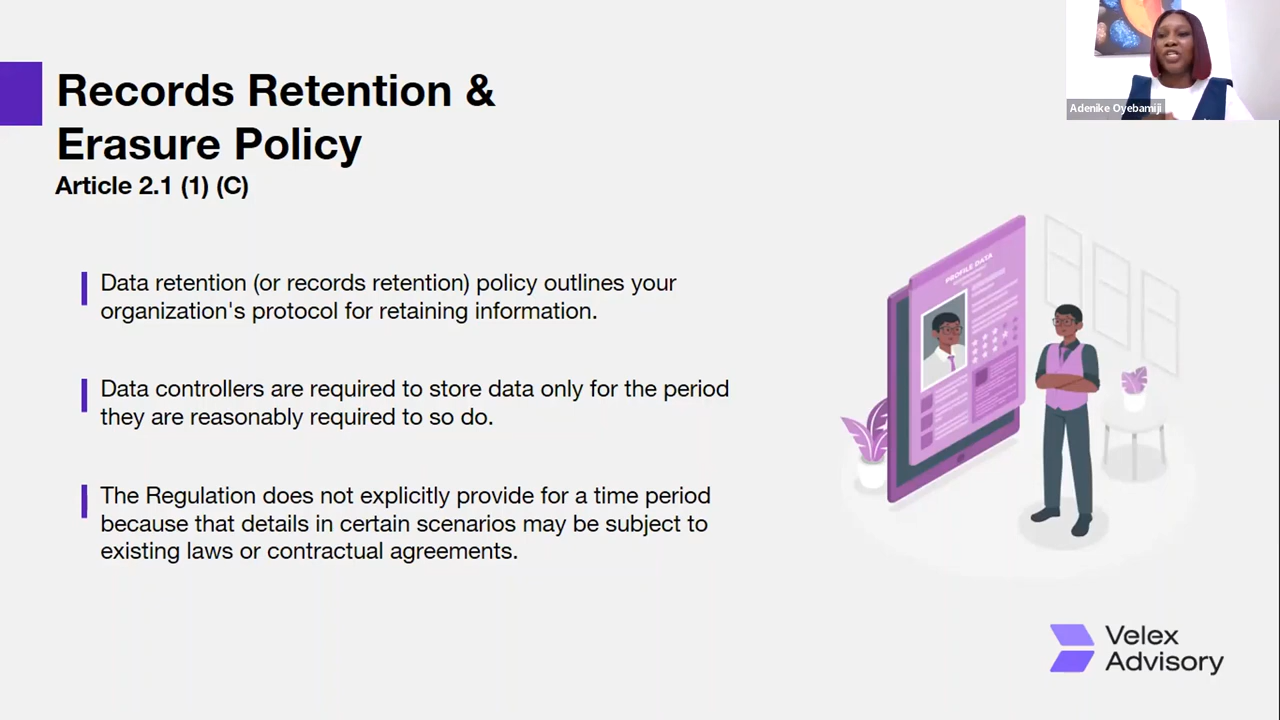 Records Retention &
Erasure Policy
Article 2.1 (1) (C)
Data retention (or records retention) policy outlines your
organization's protocol for retaining information.
Data controllers are required to store data only for the period
they are reasonably required to so do.
The Regulation does not explicitly provide for a time period
because that details in certain scenarios may be subject to
existing laws or contractual agreements.
Adenike Oyebamiji
PROFILE DATA
Velex
Advisory